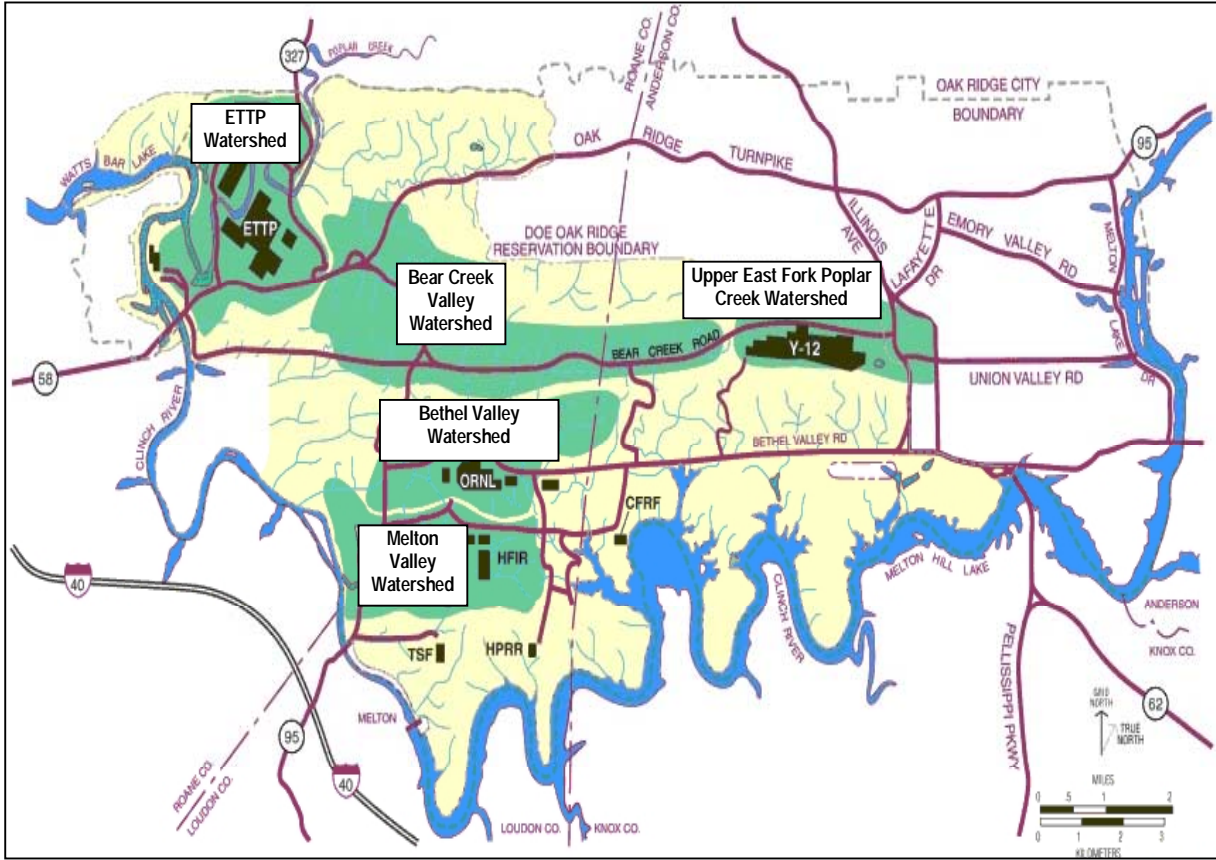 327
POPLAR CREEK
ROANE CO.
ANDERSON CO.
OAK RIDGE CITY
BOUNDARY
ETTP
Watershed
95
WATTS BAR LAKE
OAK RIDGE TURNPIKE
ETTP
ILLINOIS
AVE
LAFAYETTE
DR
EMORY VALLEY RD
MELTON
LAKE
DR
DOE OAK RIDGE
RESERVATION BOUNDARY
Bear Creek
Valley
Watershed
Upper East Fork Poplar
Creek Watershed
BEAR CREEK ROAD
Y-12
58
UNION VALLEY RD
CLINCH RIVER
Bethel Valley
Watershed
BETHEL VALLEY RD
ORNL
CFRF
Melton
Valley
Watershed
HFIR
40
MELTON HILL LAKE
CLINCH RIVER
ANDERSON
KNOX CO.
TSF
HPRR
PELLISSIPPI PKWY
62
MELTON
95
GRID
NORTH
TRUE
NORTH
40
ROANE CO.
LOUDON CO.
LOUDON CO.
KNOX CO.
MILES
0 .5 1 2
0 1 2 3
KILOMETERS